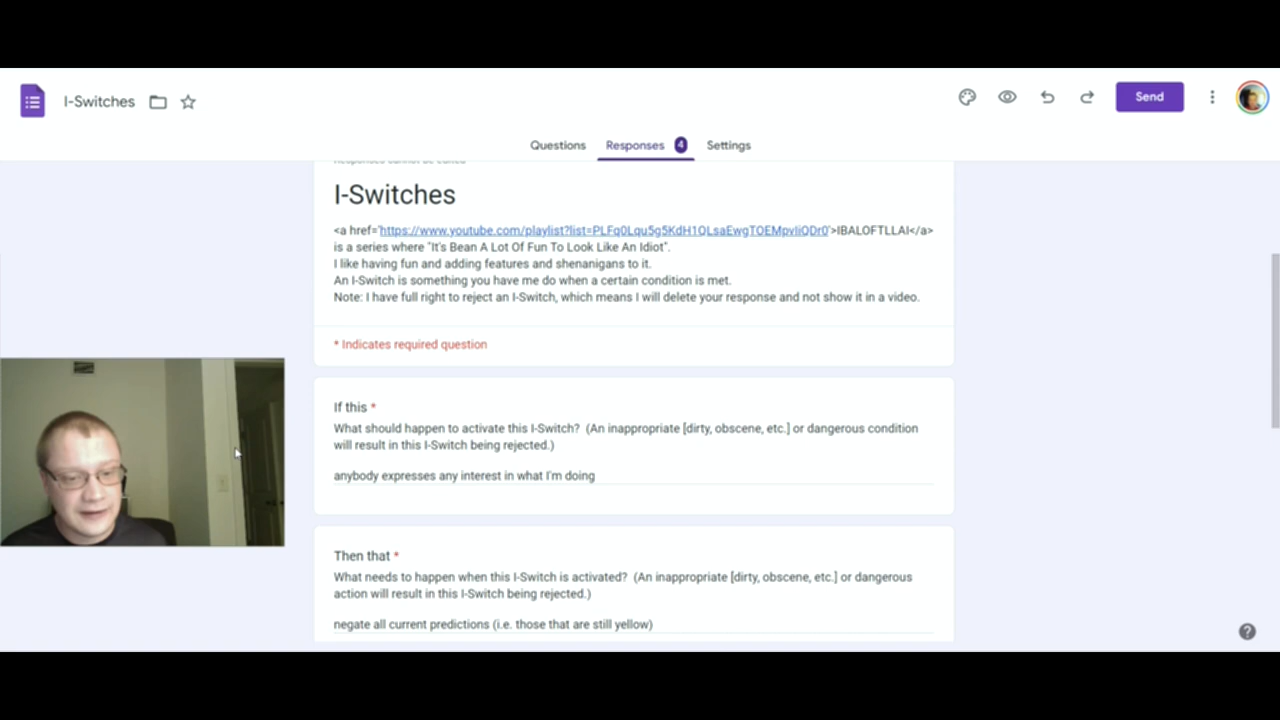 I-Switches
Send
Questions
Responses 4
Settings
Responses cannot be edited
I-Switches
<a href='https://www.youtube.com/playlist?list=PLFq0Lqu5g5KdH1QLsaEwgTOEMpvIiQDr0'>IBALOFTLLAI</a>
is a series where "It's Bean A Lot Of Fun To Look Like An Idiot".
I like having fun and adding features and shenanigans to it.
An I-Switch is something you have me do when a certain condition is met.
Note: I have full right to reject an I-Switch, which means I will delete your response and not show it in a video.
* Indicates required question
If this *
What should happen to activate this I-Switch?  (An inappropriate [dirty, obscene, etc.] or dangerous condition
will result in this I-Switch being rejected.)
anybody expresses any interest in what I'm doing
Then that *
What needs to happen when this I-Switch is activated?  (An inappropriate [dirty, obscene, etc.] or dangerous
action will result in this I-Switch being rejected.)
negate all current predictions (i.e. those that are still yellow)